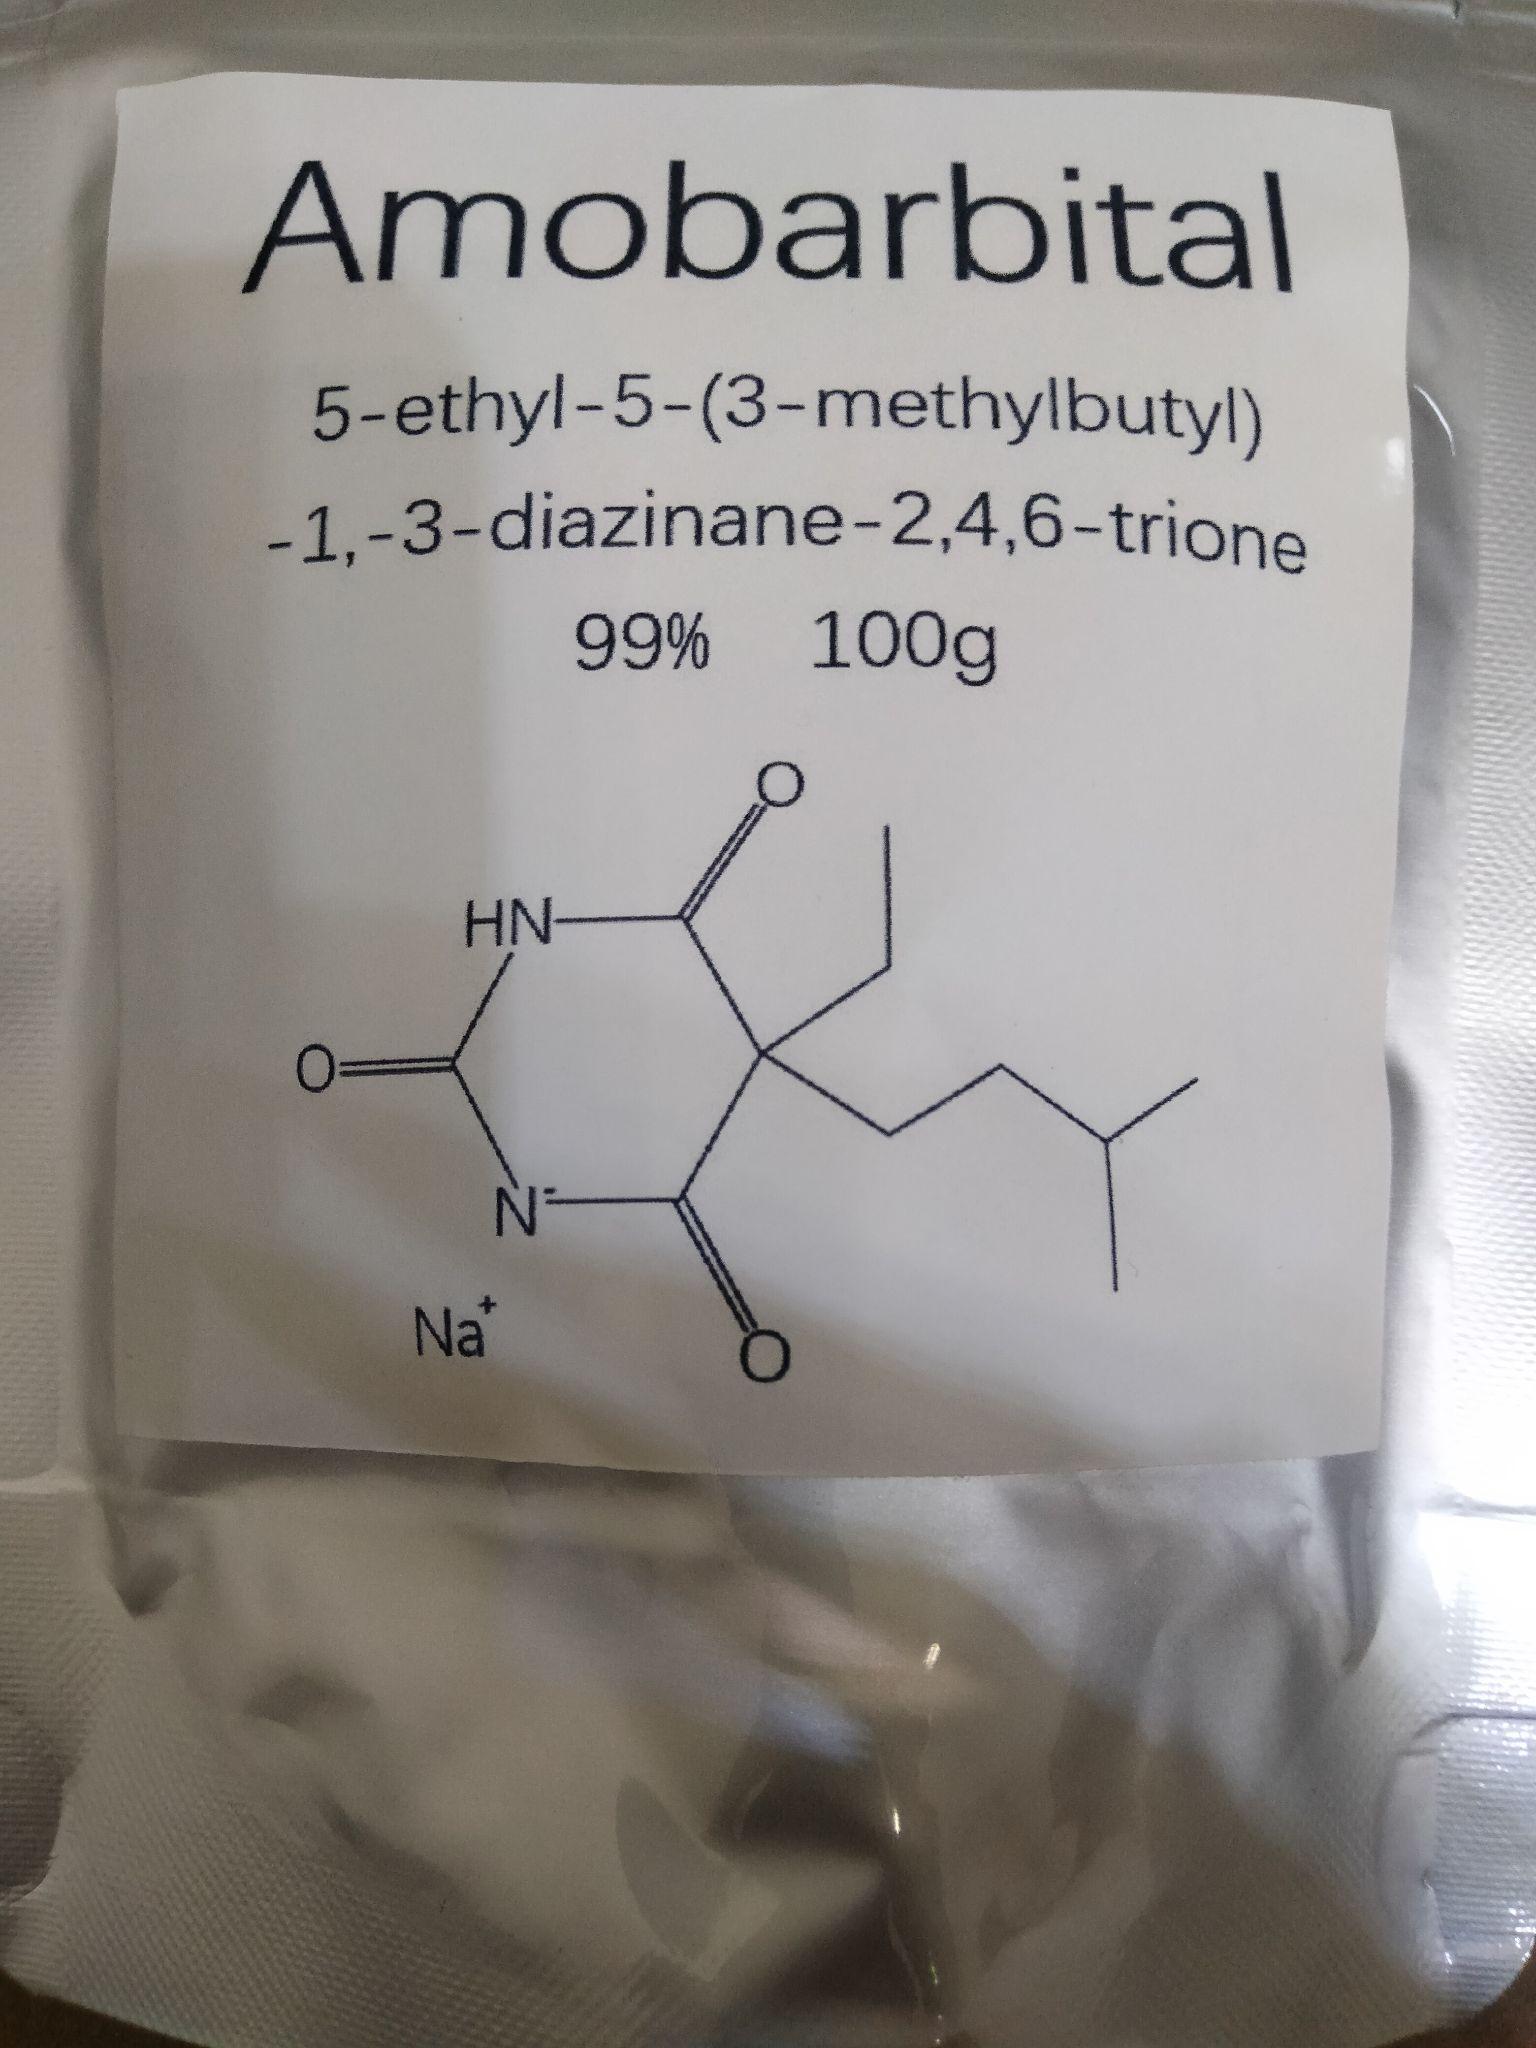 Amobarbital
5-ethyl-5-(3-methylbutyl)
-1,-3-diazinane-2,4,6-trione
99% 100g
O
HN
O
N-
Na+
O